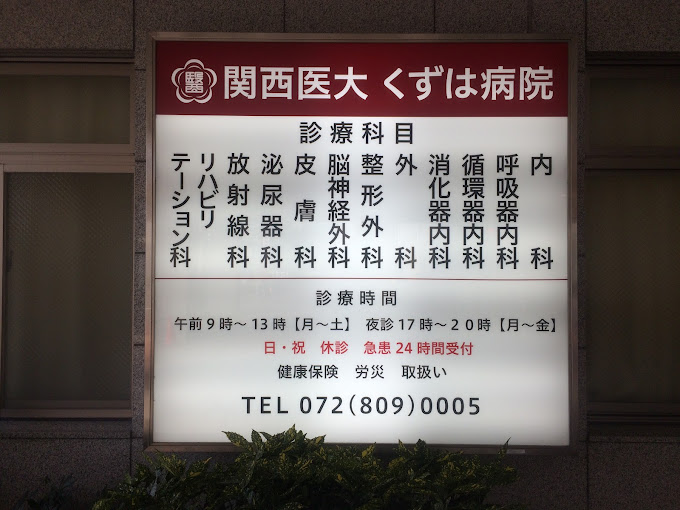 関西医大 くずは病院
診療科目
内科
呼吸器内科
循環器内科
消化器内科
外科
整形外科
脳神経外科
皮膚科
泌尿器科
放射線科
リハビリ
テーション科
診療時間
午前9時～13時【月～土】 夜診17時～20時【月～金】
日・祝 休診 急患24時間受付
健康保険 労災 取扱い
TEL 072(809)0005